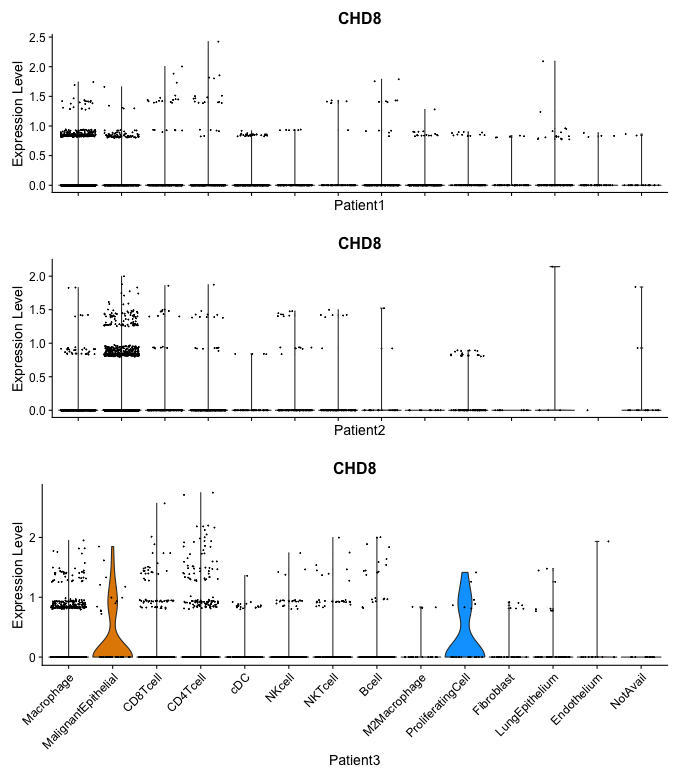 CHD8
Expression Level
2.5
2.0
1.5
1.0
0.5
0.0
Patient1
CHD8
Expression Level
2.0
1.5
1.0
0.5
0.0
Patient2
CHD8
Expression Level
2
1
0
Macrophage
MalignantEpithelial
CD8Tcell
CD4Tcell
cDC
NKcell
NKTcell
Bcell
M2Macrophage
ProliferatingCell
Fibroblast
LungEpithelium
Endothelium
NotAvail
Patient3